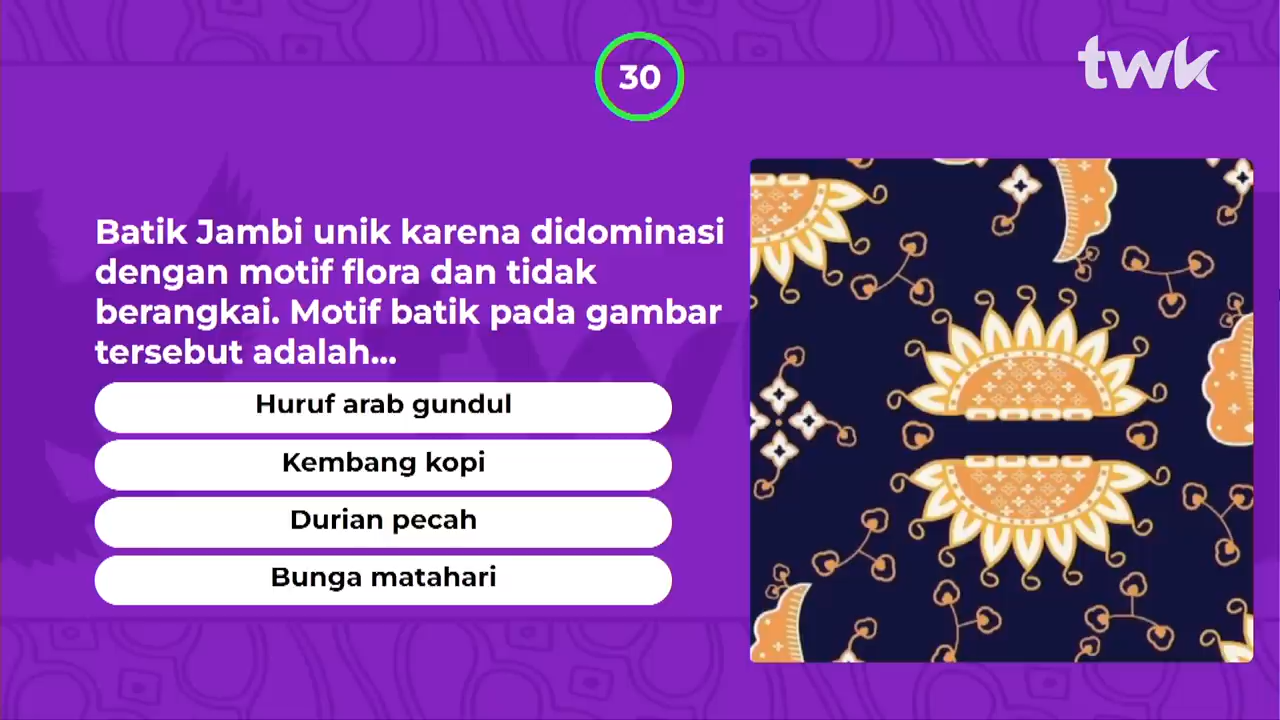 30
twk
Batik Jambi unik karena didominasi
dengan motif flora dan tidak
berangkai. Motif batik pada gambar
tersebut adalah...
Huruf arab gundul
Kembang kopi
Durian pecah
Bunga matahari